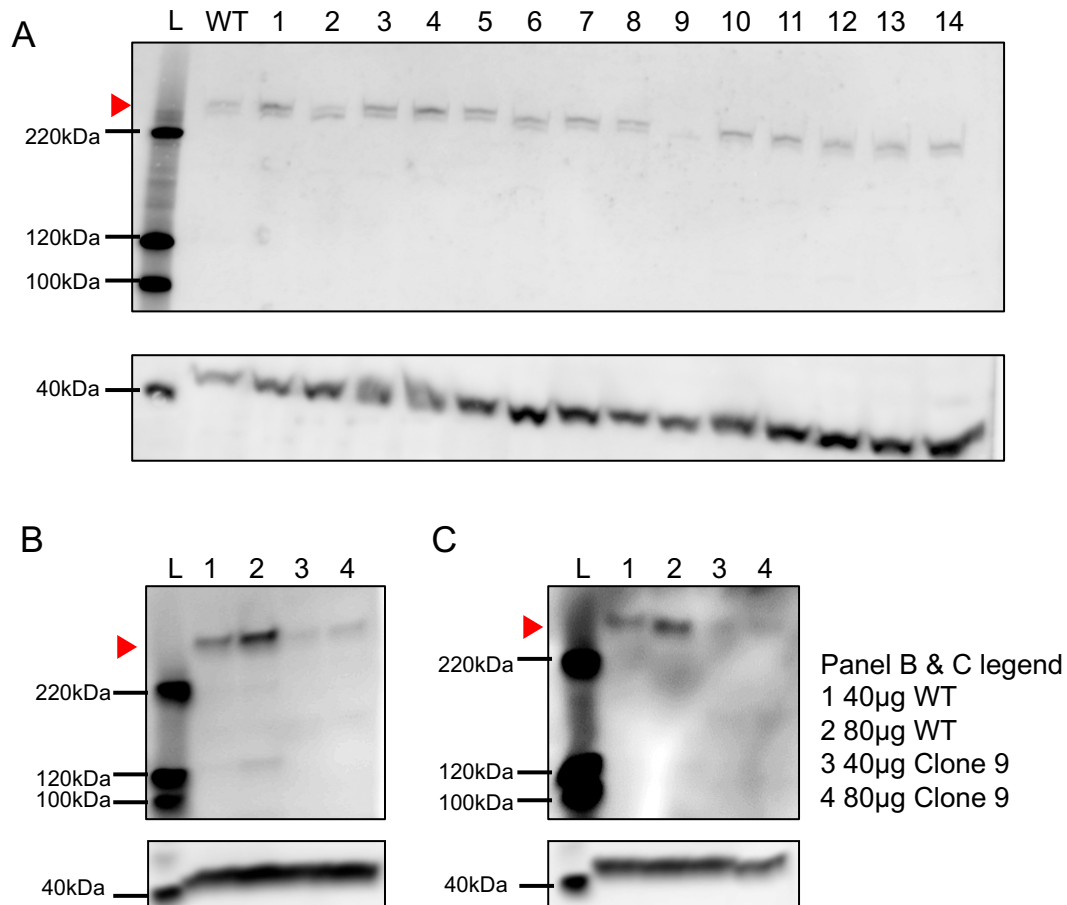 A
L WT 1 2 3 4 5 6 7 8 9 10 11 12 13 14
220kDa
120kDa
100kDa
40kDa
B
L 1 2 3 4
220kDa
120kDa
100kDa
40kDa
C
L 1 2 3 4
220kDa
120kDa
100kDa
40kDa
Panel B & C legend
1 40µg WT
2 80µg WT
3 40µg Clone 9
4 80µg Clone 9